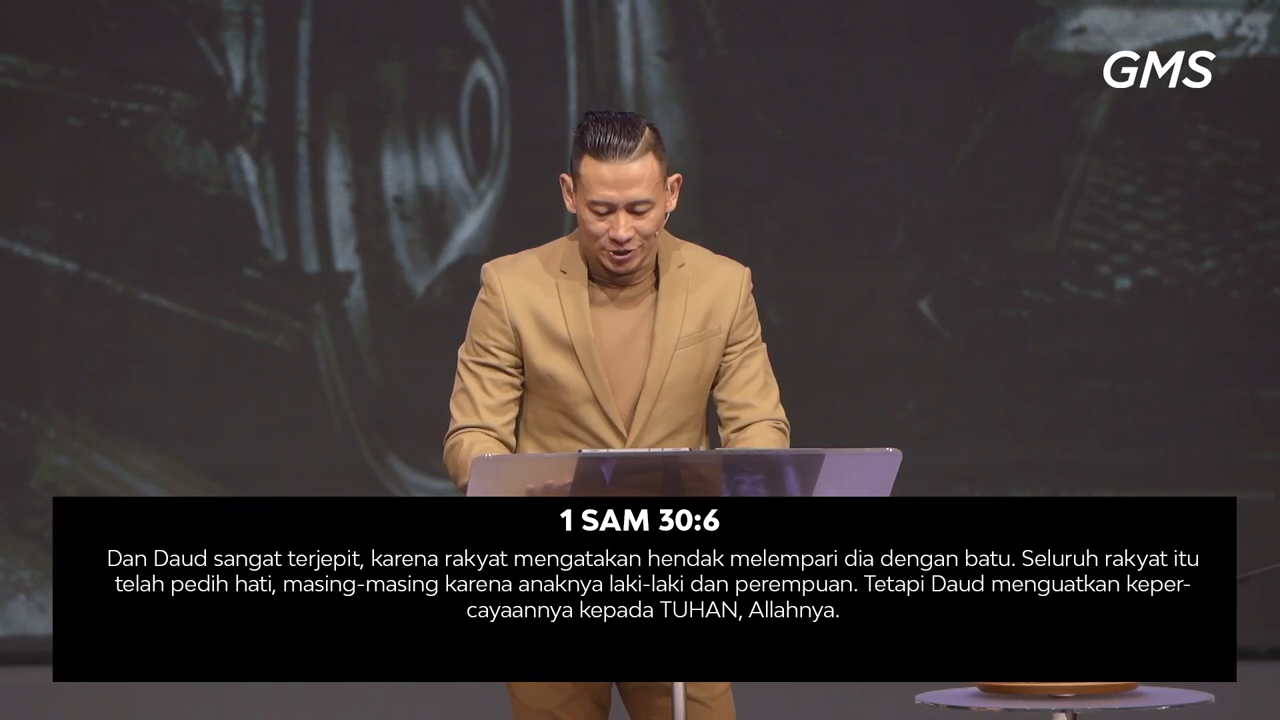 GMS
1 SAM 30:6
Dan Daud sangat terjepit, karena rakyat mengatakan hendak melempari dia dengan batu. Seluruh rakyat itu
telah pedih hati, masing-masing karena anaknya laki-laki dan perempuan. Tetapi Daud menguatkan keper-
cayaannya kepada TUHAN, Allahnya.